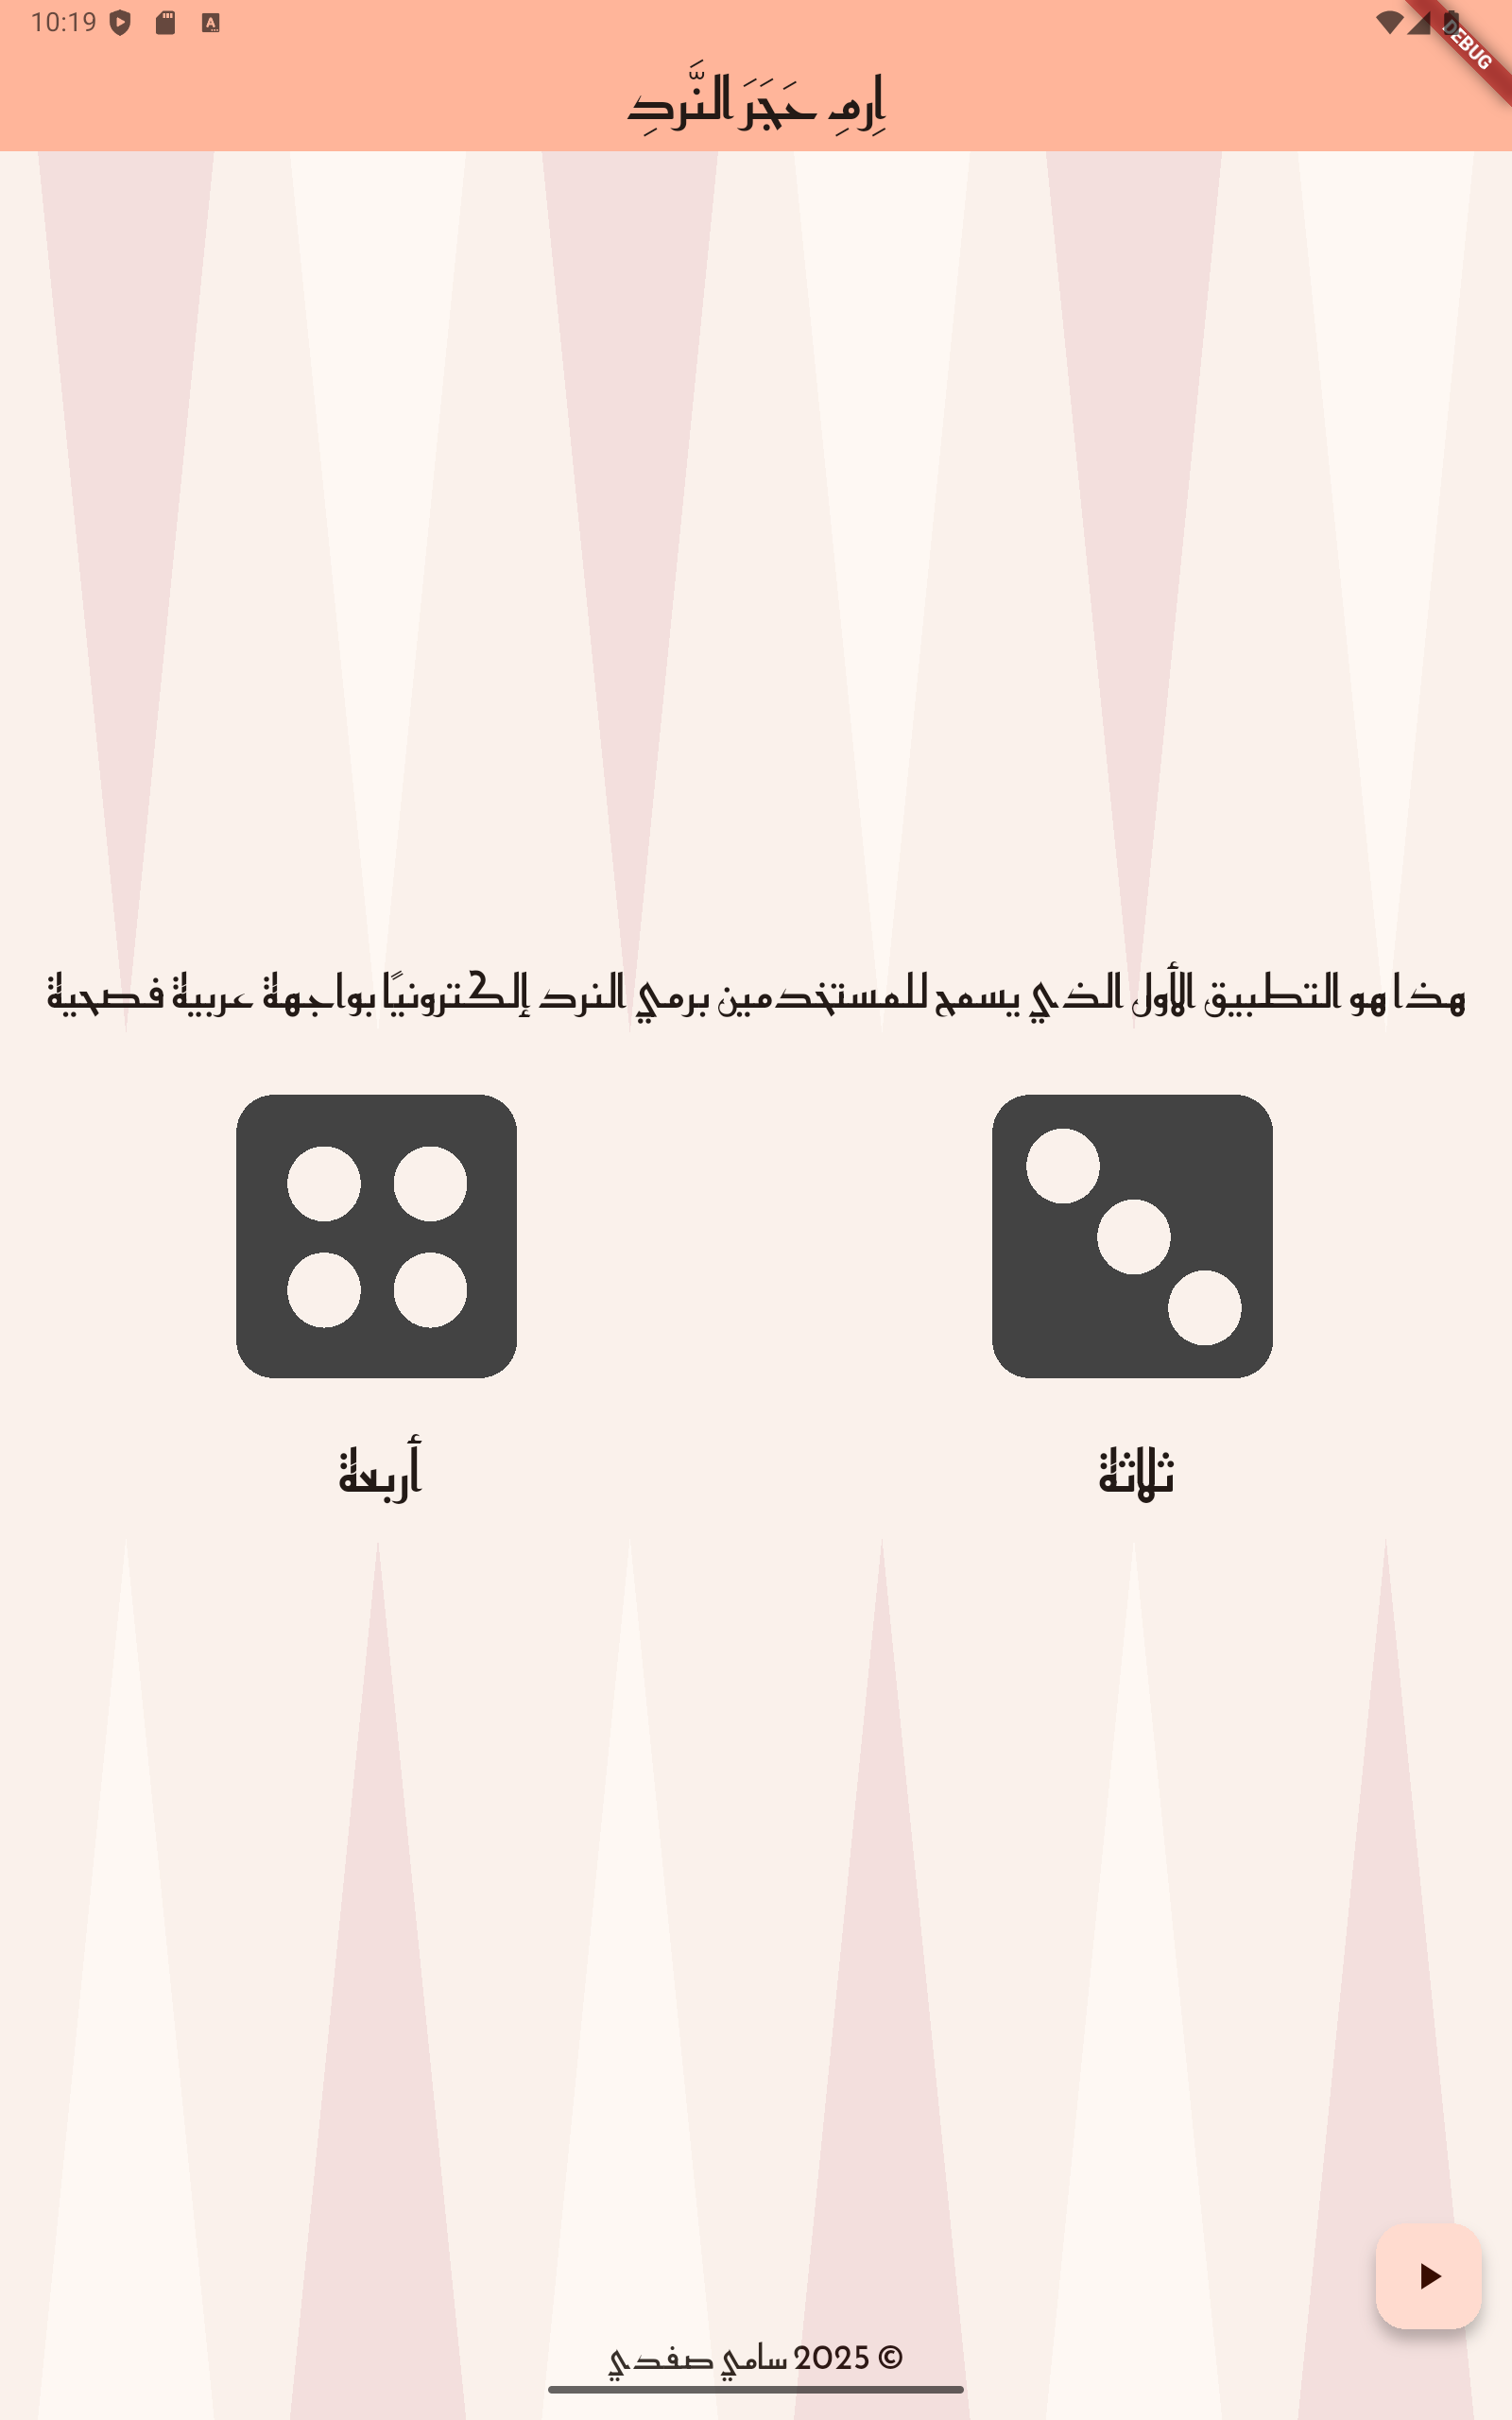 10:19
DEBUG
اِرمِ حَجَرَ النَّردِ
هذا هو التطبيق الأول الذي يسمح للمستخدمين برمي النرد إلكترونيًا بواجهة عربية فصحية
ثلاثة
أربعة
© 2025 سامي صفدي